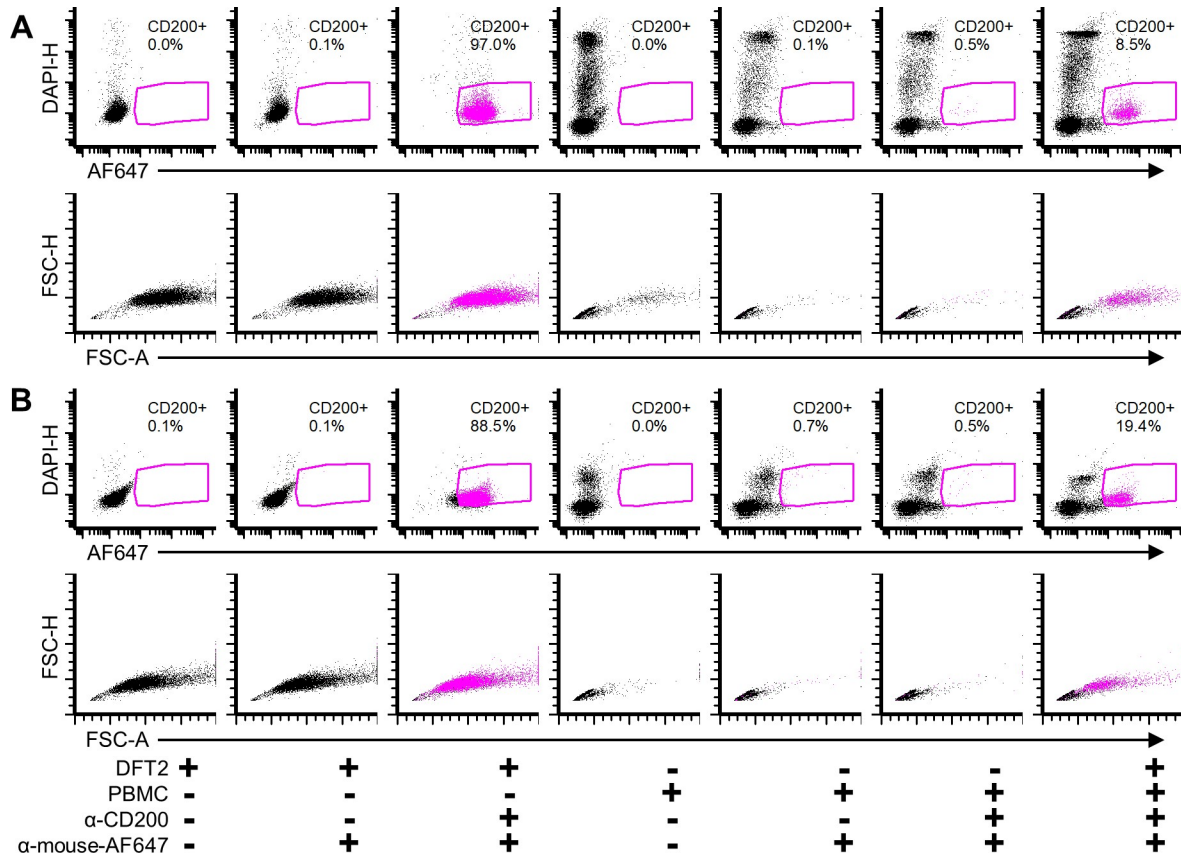 A
DAPI-H
CD200+
0.0%
CD200+
0.1%
CD200+
97.0%
CD200+
0.0%
CD200+
0.1%
CD200+
0.5%
CD200+
8.5%
AF647
FSC-H
FSC-A
B
DAPI-H
CD200+
0.1%
CD200+
0.1%
CD200+
88.5%
CD200+
0.0%
CD200+
0.7%
CD200+
0.5%
CD200+
19.4%
AF647
FSC-H
FSC-A
DFT2 + + + - - - +
PBMC - - - + + + +
α-CD200 - - + - - + +
α-mouse-AF647 - + + - + + +